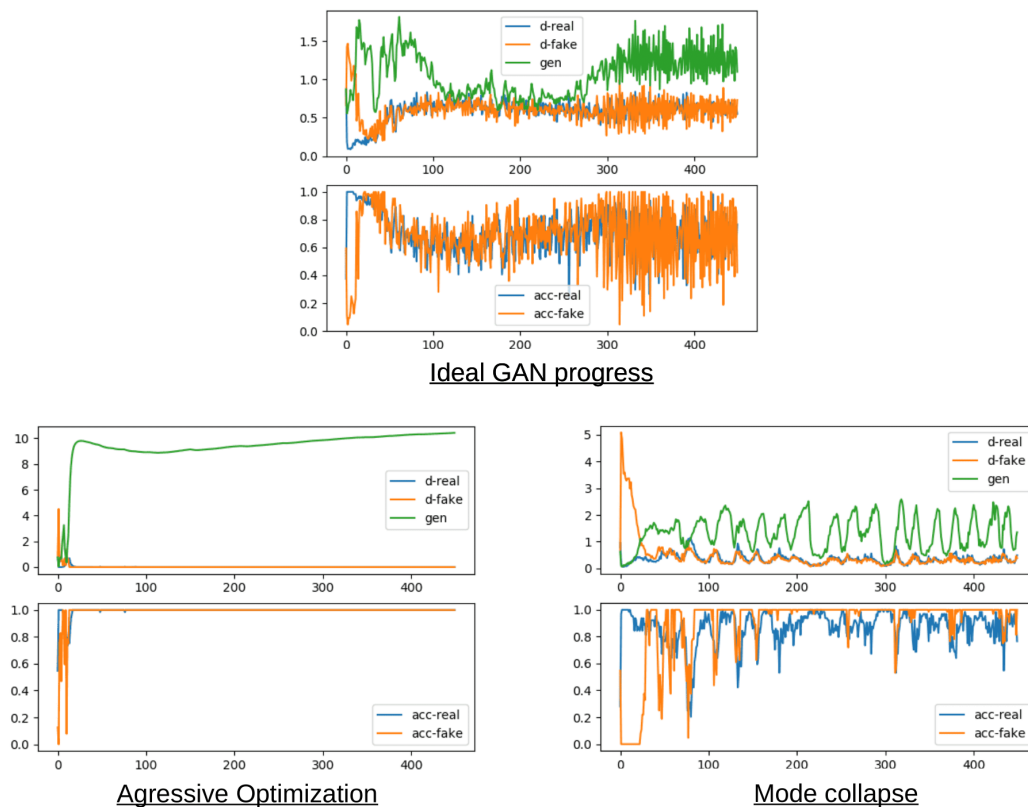 1.5
1.0
0.5
0.0
d-real
d-fake
gen
0 100 200 300 400
1.0
0.8
0.6
0.4
0.2
0.0
acc-real
acc-fake
0 100 200 300 400
Ideal GAN progress
10
8
6
4
2
0
d-real
d-fake
gen
0 100 200 300 400
1.0
0.8
0.6
0.4
0.2
0.0
acc-real
acc-fake
0 100 200 300 400
Agressive Optimization
5
4
3
2
1
0
d-real
d-fake
gen
0 100 200 300 400
1.0
0.8
0.6
0.4
0.2
0.0
acc-real
acc-fake
0 100 200 300 400
Mode collapse